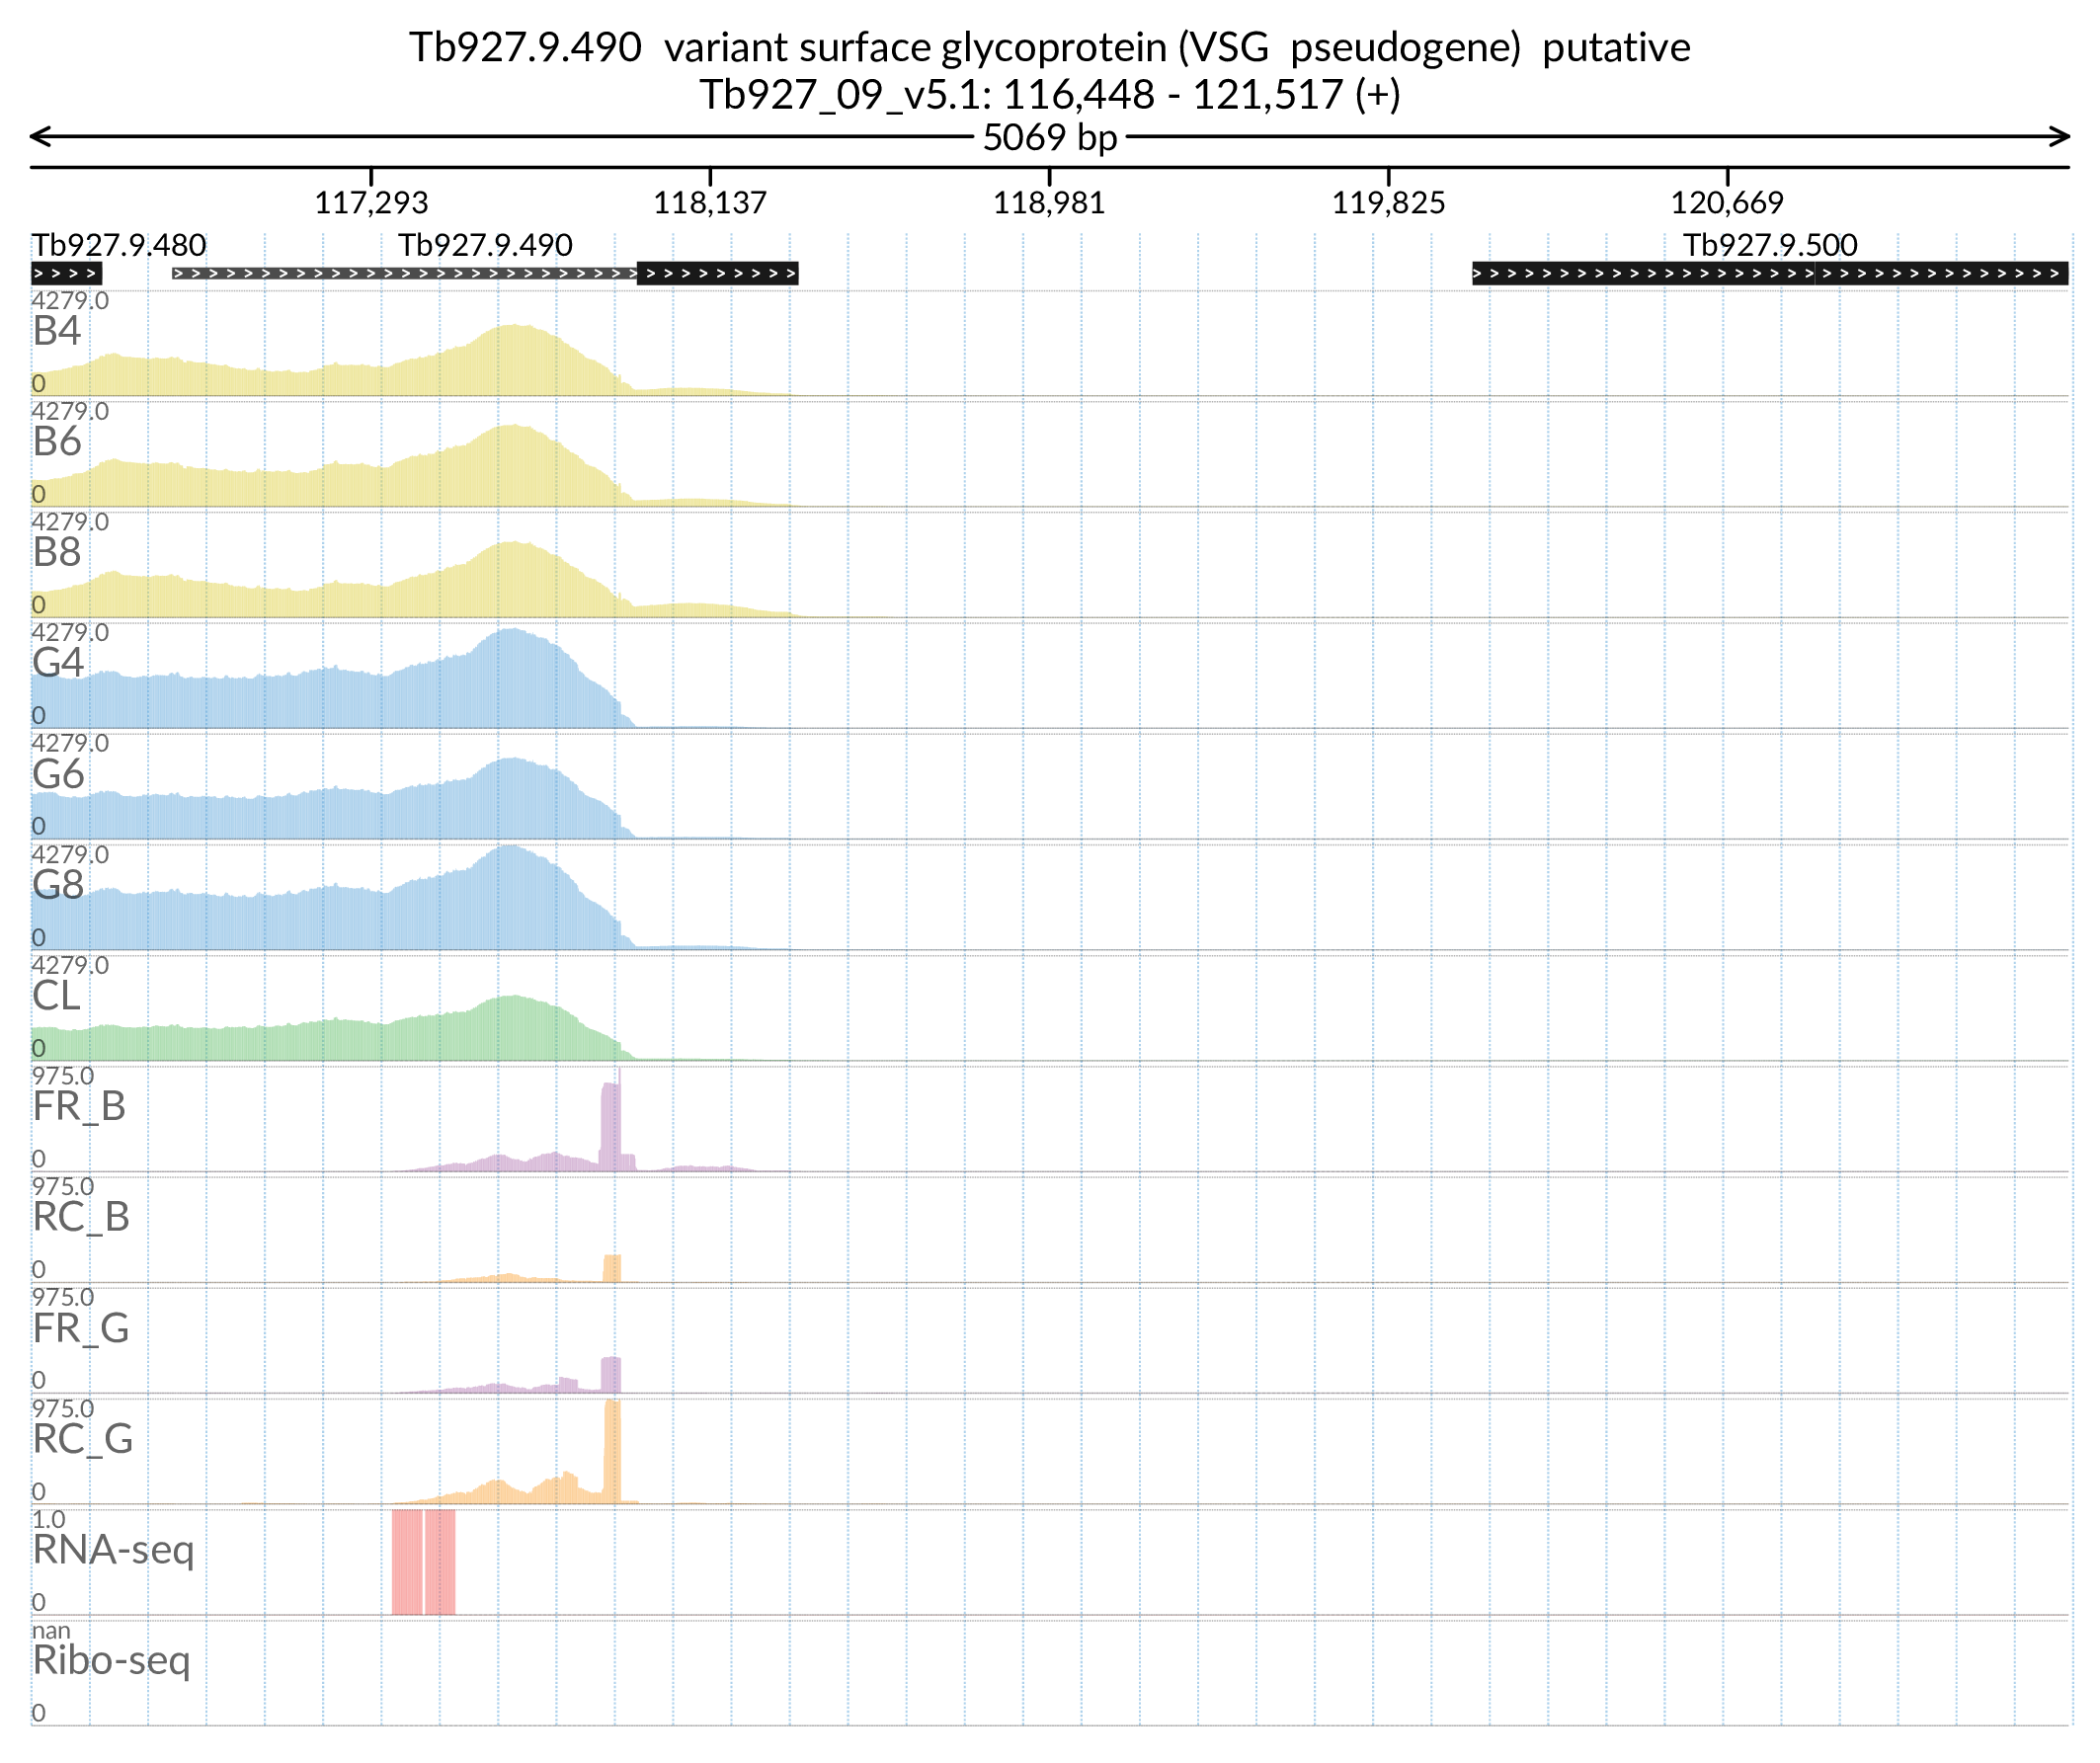 Tb927.9.490  variant surface glycoprotein (VSG  pseudogene)  putative
Tb927_09_v5.1: 116,448 - 121,517 (+)
5069 bp
117,293 118,137 118,981 119,825 120,669
Tb927.9.480 Tb927.9.490 Tb927.9.500
4279.0
B4
0
4279.0
B6
0
4279.0
B8
0
4279.0
G4
0
4279.0
G6
0
4279.0
G8
0
4279.0
CL
0
975.0
FR_B
0
975.0
RC_B
0
975.0
FR_G
0
975.0
RC_G
0
1.0
RNA-seq
0
nan
Ribo-seq
0